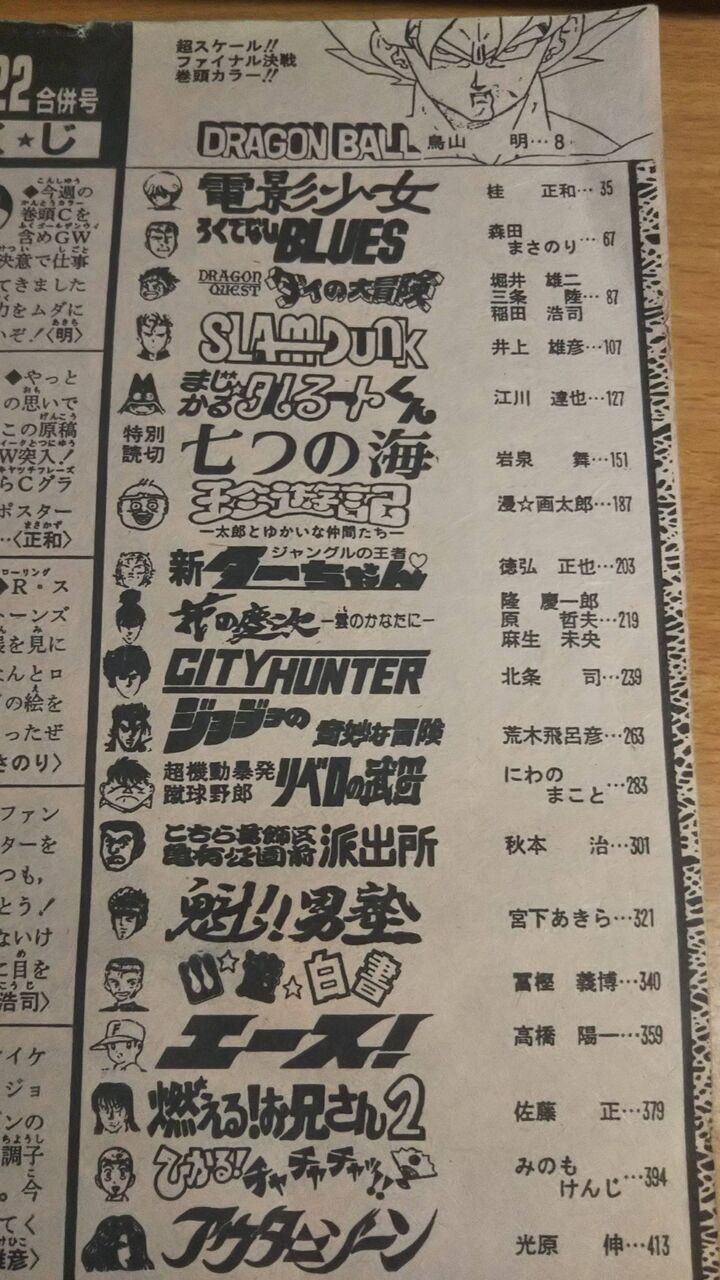 22合併号
★じ
◆今週の
巻頭Cを
含めGW
決意で仕事
てきました
力をムダに
いぞ!〈明〉
◆やっと
の思いで
この原稿
W突入!
らCグラ
ポスター
…〈正和〉
◆R・ス
トーンズ
を見に
なんとロ
の絵を
ったぜ
さのり〉
ファン
ターを
つも,
とう!
ないけ
に目を
浩司〉
マイケ
ジョ
ンの
調子
。今
てく
雄彦〉
超スケール!!
ファイナル決戦
巻頭カラー!!
DRAGON BALL 鳥山 明…8
電影少女 桂 正和…35
ろくでなしBLUES 森田まさのり…67
DRAGON QUEST ダイの大冒険 堀井 雄二 三条 陸 稲田 浩司…87
SLAM DUNK 井上 雄彦…107
まじかる☆タルるートくん 江川 達也…127
特別読切 七つの海 岩泉 舞…151
珍遊記 ―太郎とゆかいな仲間たち― 漫☆画太郎…187
新ジャングルの王者ターちゃん♡ 徳弘 正也…203
花の慶次 ―雲のかなたに― 隆 慶一郎 原 哲夫 麻生 未央…219
CITY HUNTER 北条 司…239
ジョジョの奇妙な冒険 荒木飛呂彦…263
超機動暴発蹴球野郎 リベロの武田 にわのまこと…283
こちら葛飾区亀有公園前派出所 秋本 治…301
魁!!男塾 宮下あきら…321
幽★遊★白書 冨樫 義博…340
エース! 高橋 陽一…359
燃える!お兄さん2 佐藤 正…379
ひかる!チャチャチャッ!! みのもけんじ…394
アウターゾーン 光原 伸…413